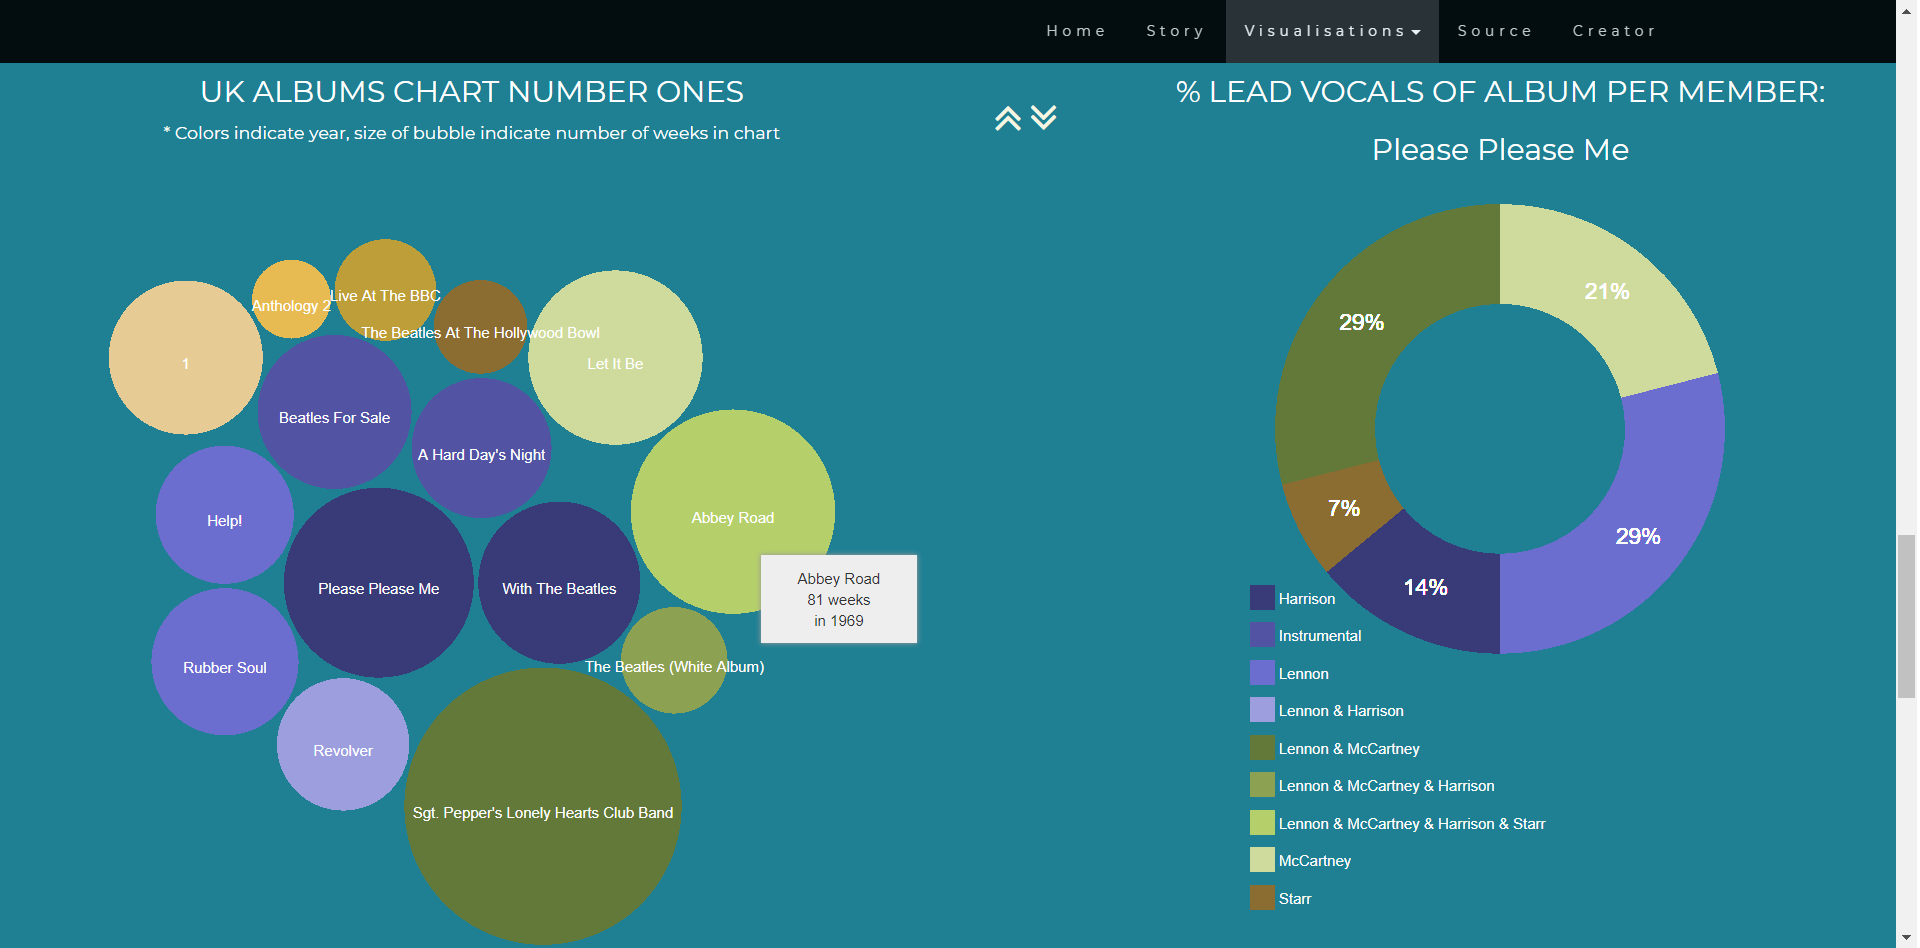 Home
Story
Visualisations
Source
Creator
UK ALBUMS CHART NUMBER ONES
* Colors indicate year, size of bubble indicate number of weeks in chart
Anthology 2
Live At The BBC
The Beatles At The Hollywood Bowl
1
Let It Be
Beatles For Sale
A Hard Day's Night
Help!
Abbey Road
Please Please Me
With The Beatles
Abbey Road
81 weeks
in 1969
Rubber Soul
The Beatles (White Album)
Revolver
Sgt. Pepper's Lonely Hearts Club Band
% LEAD VOCALS OF ALBUM PER MEMBER:
Please Please Me
21%
29%
7%
29%
14%
Harrison
Instrumental
Lennon
Lennon & Harrison
Lennon & McCartney
Lennon & McCartney & Harrison
Lennon & McCartney & Harrison & Starr
McCartney
Starr